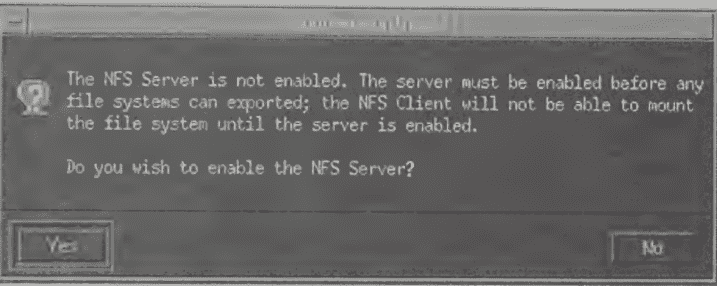 The NFS Server is not enabled. The server must be enabled before any
file systems can exported; the NFS Client will not be able to mount
the file system until the server is enabled.
Do you wish to enable the NFS Server?
Yes
No